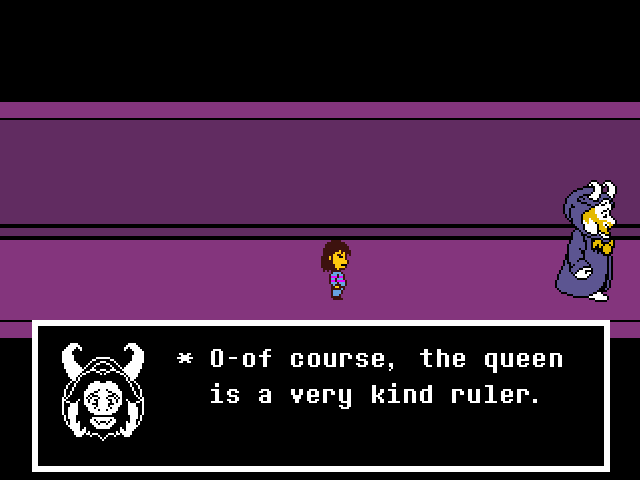 * O-of course, the queen
is a very kind ruler.